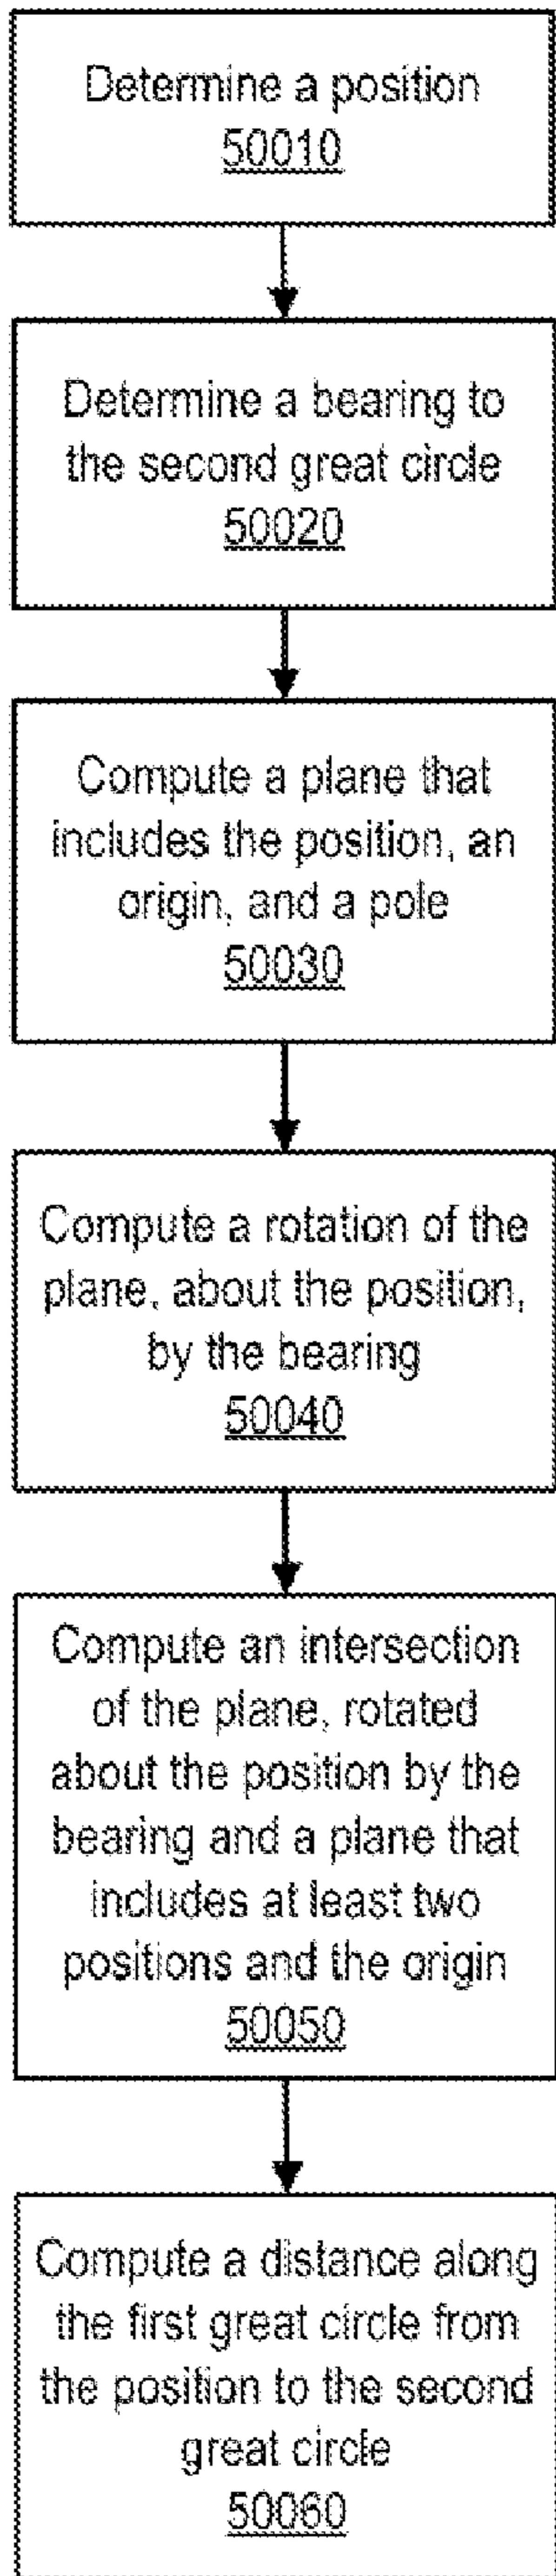 Determine a position
50010
Determine a bearing to
the second great circle
50020
Compute a plane that
includes the position, an
origin, and a pole
50030
Compute a rotation of the
plane, about the position,
by the bearing
50040
Compute an intersection
of the plane, rotated
about the position by the
bearing and a plane that
includes at least two
positions and the origin
50050
Compute a distance along
the first great circle from
the position to the second
great circle
50060